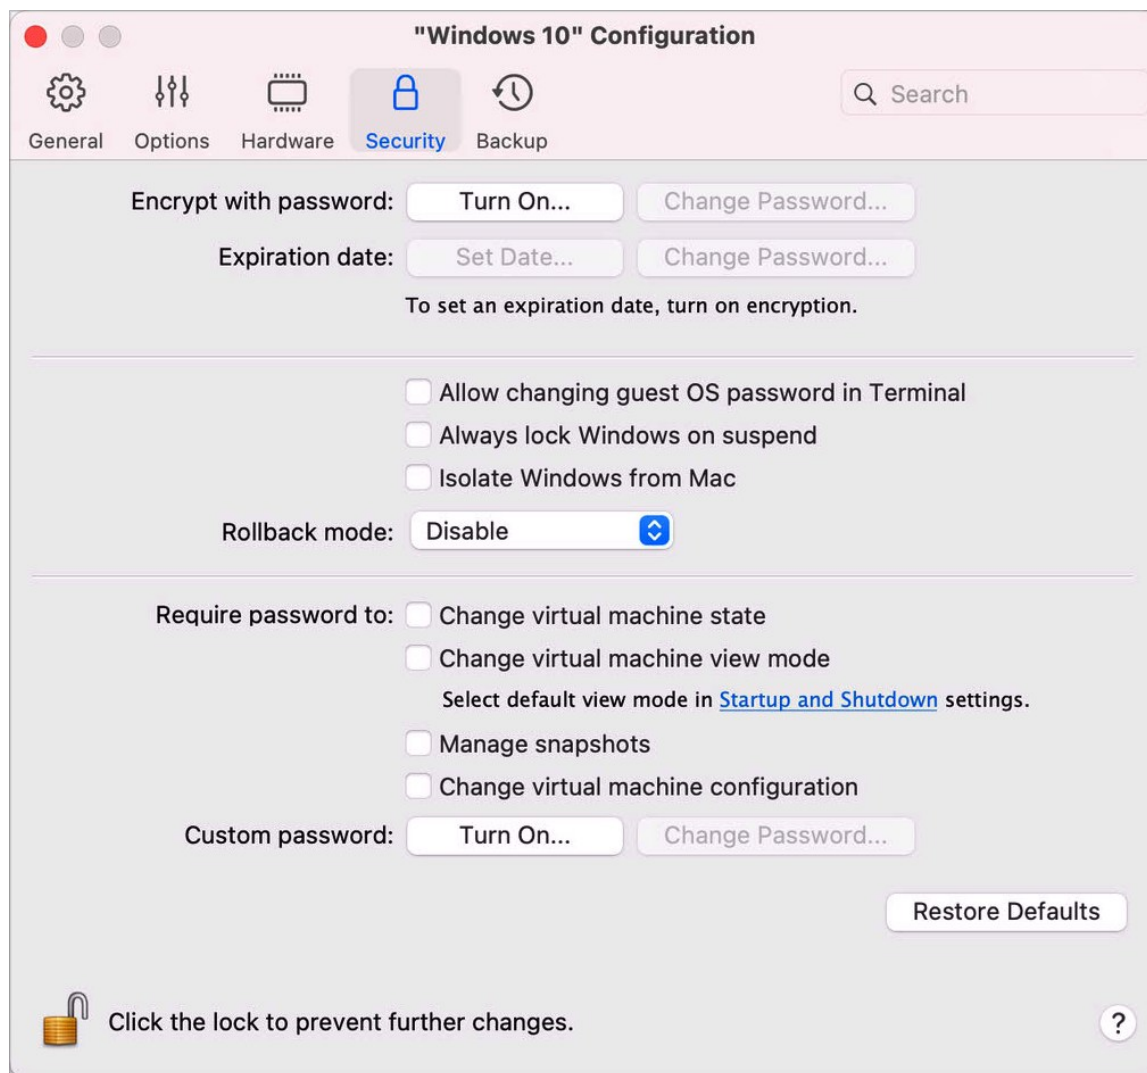 "Windows 10" Configuration
General Options Hardware Security Backup Search
Encrypt with password: Turn On... Change Password...
Expiration date: Set Date... Change Password...
To set an expiration date, turn on encryption.
Allow changing guest OS password in Terminal
Always lock Windows on suspend
Isolate Windows from Mac
Rollback mode: Disable
Require password to: Change virtual machine state
Change virtual machine view mode
Select default view mode in Startup and Shutdown settings.
Manage snapshots
Change virtual machine configuration
Custom password: Turn On... Change Password...
Restore Defaults
Click the lock to prevent further changes. ?